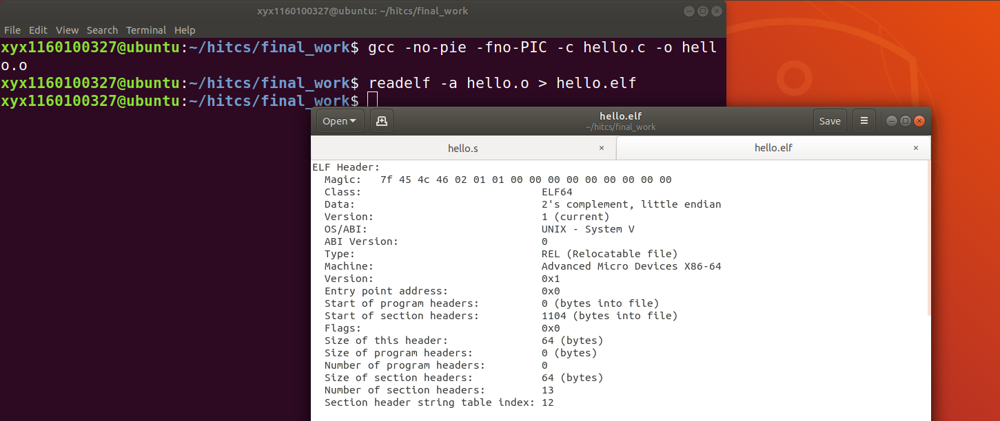 xyx1160100327@ubuntu: ~/hitcs/final_work
File Edit View Search Terminal Help
xyx1160100327@ubuntu:~/hitcs/final_work$ gcc -no-pie -fno-PIC -c hello.c -o hell
o.o
xyx1160100327@ubuntu:~/hitcs/final_work$ readelf -a hello.o > hello.elf
xyx1160100327@ubuntu:~/hitcs/final_work$
Open
hello.elf
~/hitcs/final_work
Save
hello.s × hello.elf ×
ELF Header:
  Magic:   7f 45 4c 46 02 01 01 00 00 00 00 00 00 00 00 00
  Class:                             ELF64
  Data:                              2's complement, little endian
  Version:                           1 (current)
  OS/ABI:                            UNIX - System V
  ABI Version:                       0
  Type:                              REL (Relocatable file)
  Machine:                           Advanced Micro Devices X86-64
  Version:                           0x1
  Entry point address:               0x0
  Start of program headers:          0 (bytes into file)
  Start of section headers:          1104 (bytes into file)
  Flags:                             0x0
  Size of this header:               64 (bytes)
  Size of program headers:           0 (bytes)
  Number of program headers:         0
  Size of section headers:           64 (bytes)
  Number of section headers:         13
  Section header string table index: 12